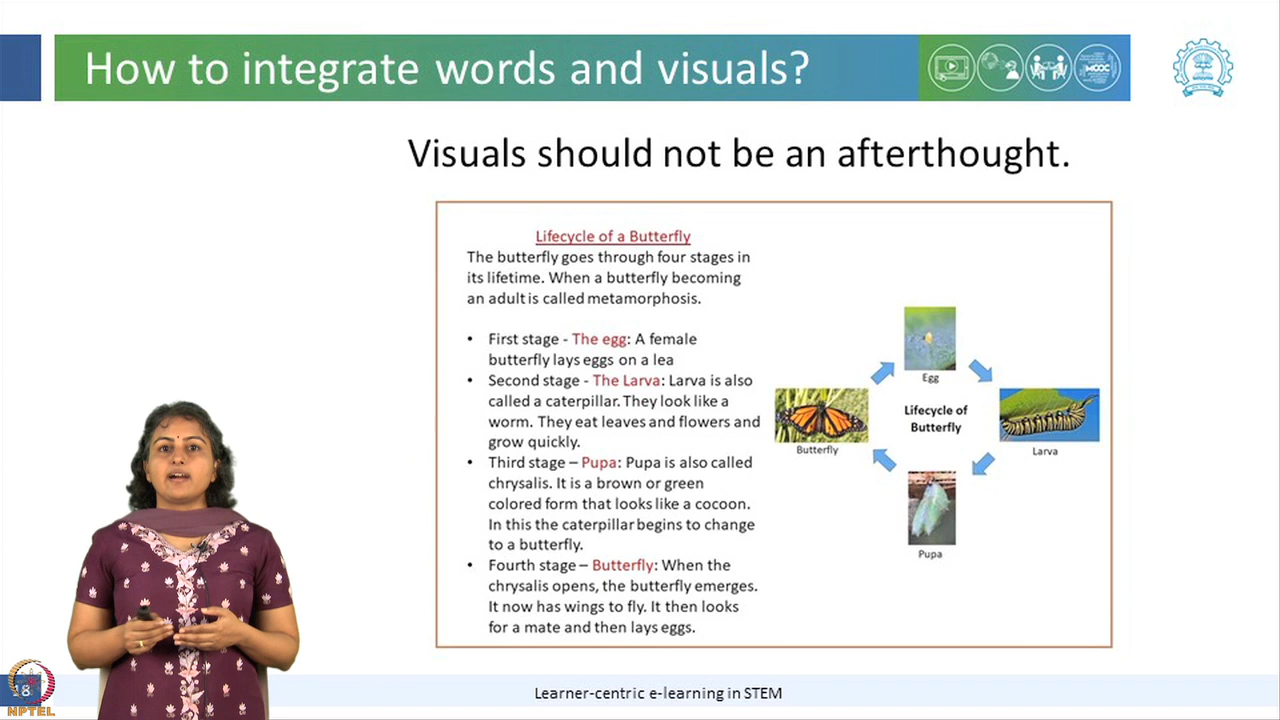 How to integrate words and visuals?
MOOC
Visuals should not be an afterthought.
Lifecycle of a Butterfly
The butterfly goes through four stages in
its lifetime. When a butterfly becoming
an adult is called metamorphosis.
• First stage - The egg: A female
butterfly lays eggs on a lea
• Second stage - The Larva: Larva is also
called a caterpillar. They look like a
worm. They eat leaves and flowers and
grow quickly.
• Third stage – Pupa: Pupa is also called
chrysalis. It is a brown or green
colored form that looks like a cocoon.
In this the caterpillar begins to change
to a butterfly.
• Fourth stage – Butterfly: When the
chrysalis opens, the butterfly emerges.
It now has wings to fly. It then looks
for a mate and then lays eggs.
Egg
Lifecycle of
Butterfly
Butterfly
Larva
Pupa
18
NPTEL
Learner-centric e-learning in STEM